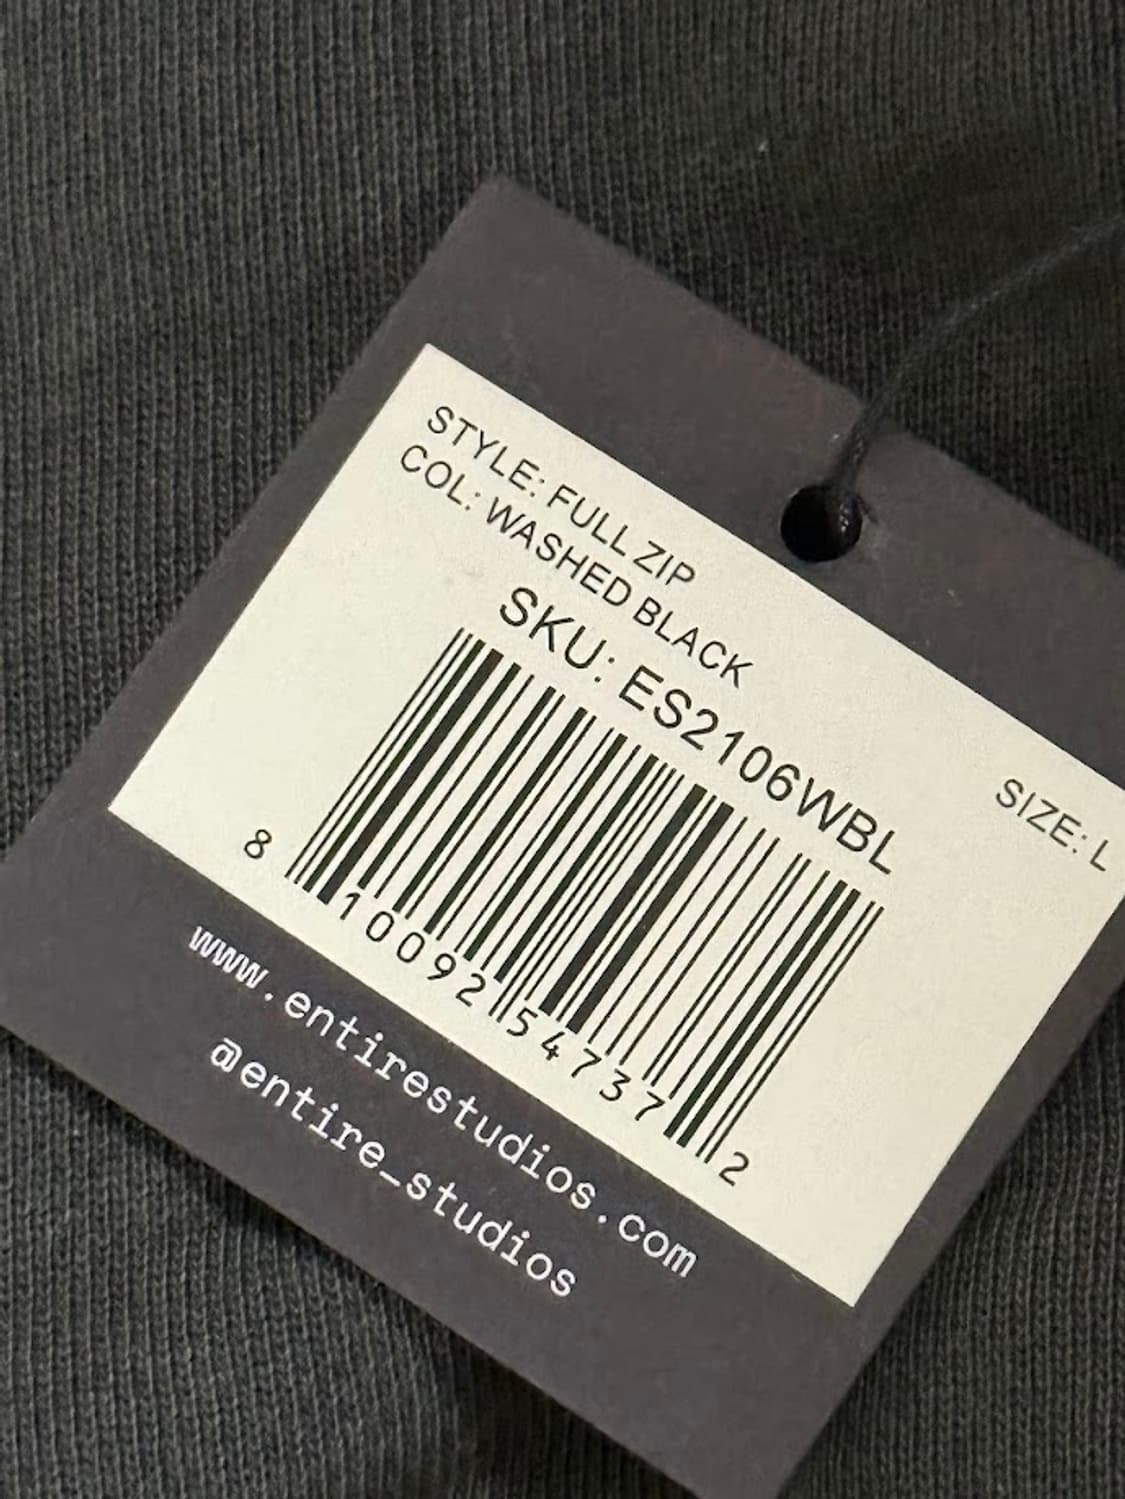 STYLE: FULL ZIP
COL: WASHED BLACK
SIZE: L
SKU: ES2106WBL
8 10092 54737 2
www.entirestudios.com
@entire_studios